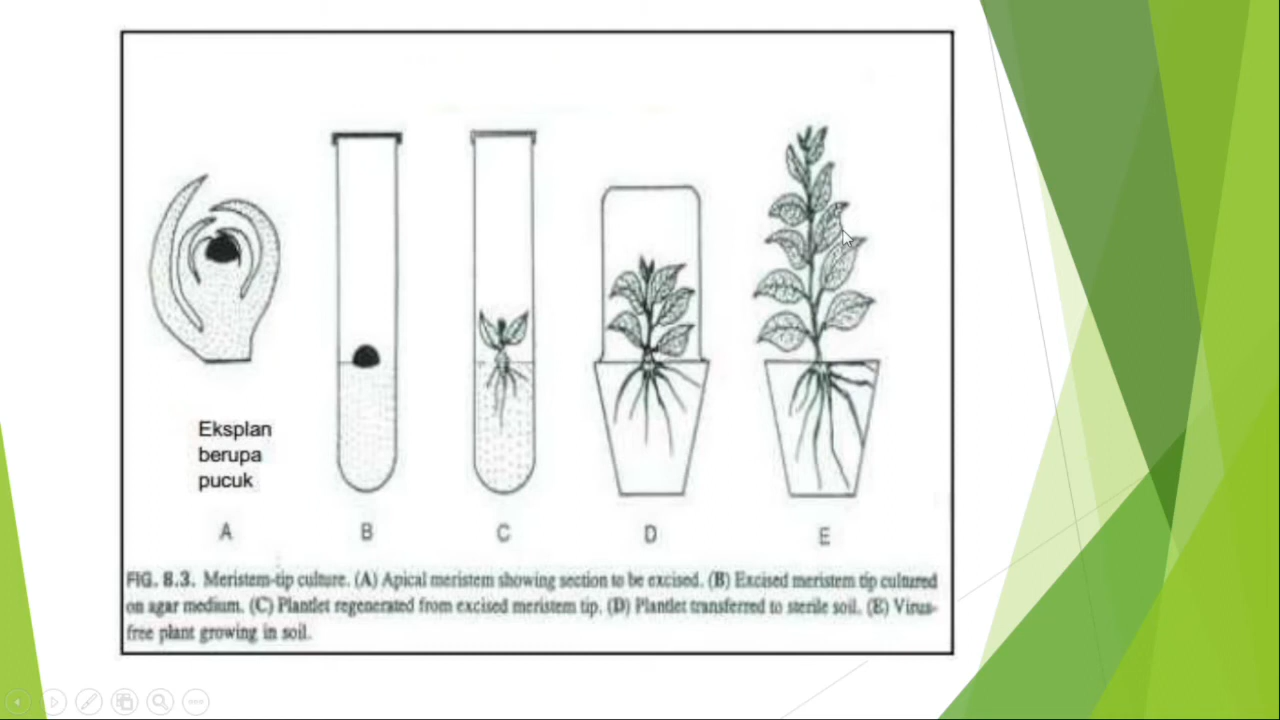 Eksplan
berupa
pucuk
A B C D E
FIG. 8.3. Meristem-tip culture. (A) Apical meristem showing section to be excised. (B) Excised meristem tip cultured
on agar medium. (C) Plantlet regenerated from excised meristem tip. (D) Plantlet transferred to sterile soil. (E) Virus-
free plant growing in soil.